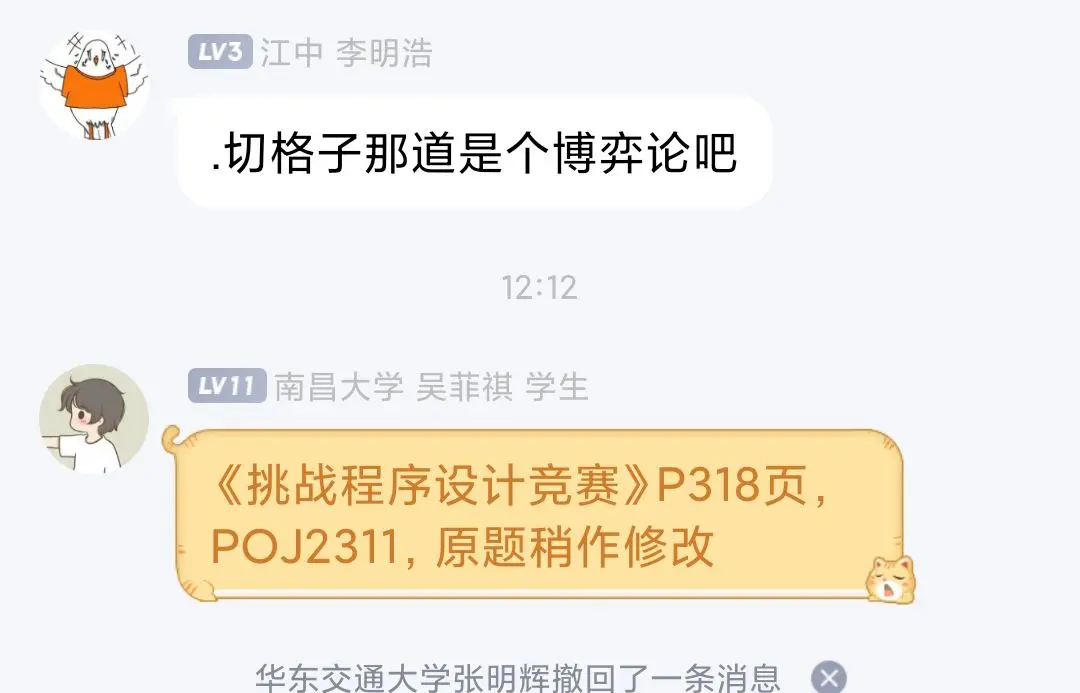 LV3 江中 李明浩
.切格子那道是个博弈论吧
12:12
LV11 南昌大学 吴菲祺 学生
《挑战程序设计竞赛》P318页，
POJ2311，原题稍作修改
华东交通大学张明辉撤回了一条消息